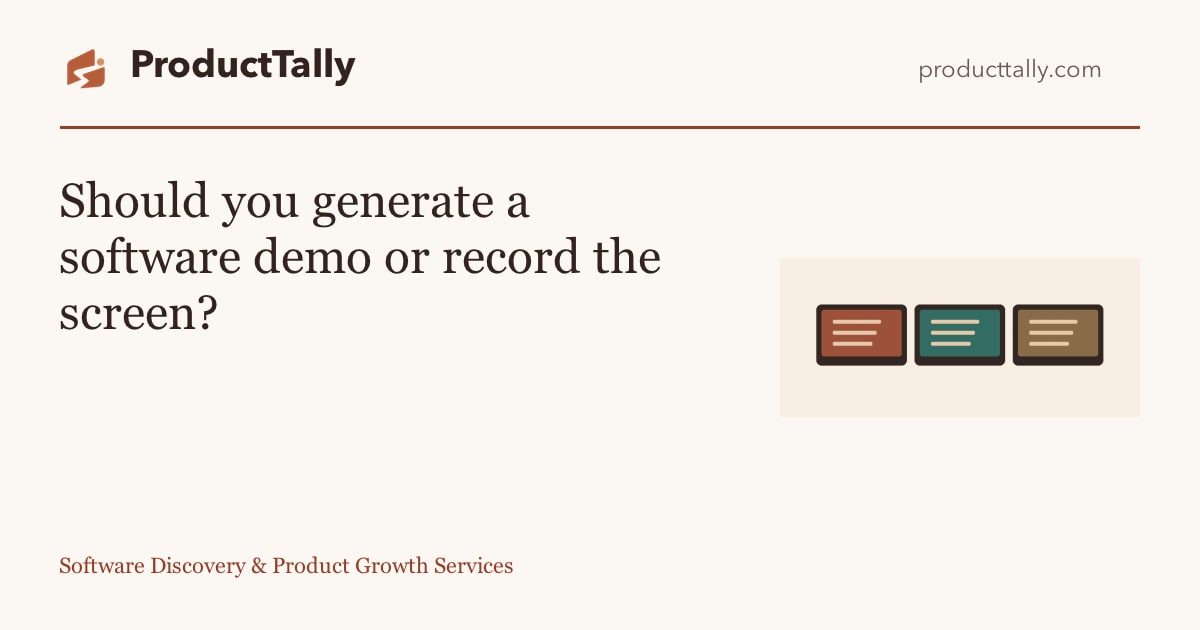 ProductTally
producttally.com
Should you generate a
software demo or record the
screen?
Software Discovery & Product Growth Services